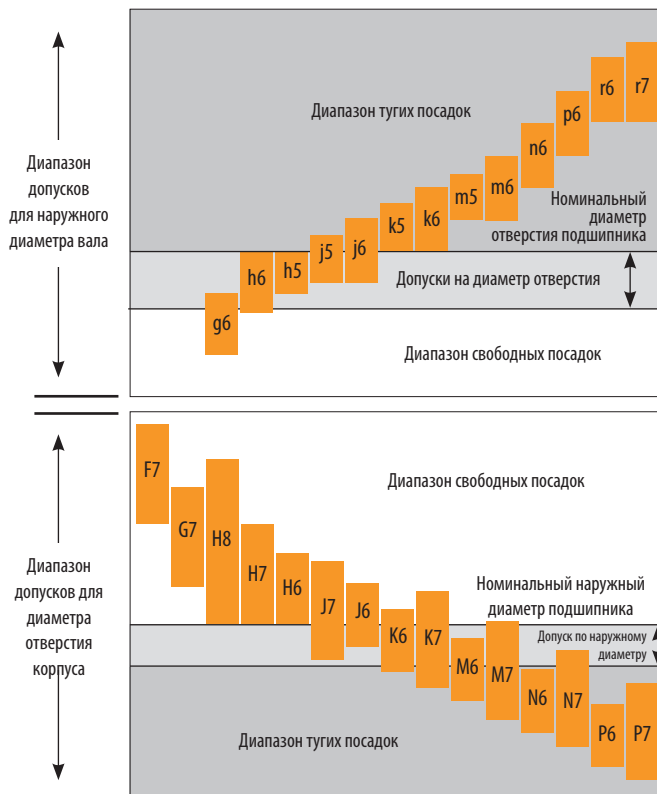 Диапазон тугих посадок
Диапазон
допусков
для наружного
диаметра вала
r6
r7
p6
n6
m6
m5
k6
k5
j6
j5
h5
h6
g6
Номинальный
диаметр
отверстия подшипника
Допуски на диаметр отверстия
Диапазон свободных посадок
Диапазон
допусков для
диаметра
отверстия
корпуса
F7
G7
H8
H7
H6
J7
J6
K6
K7
M6
M7
N6
N7
P6
P7
Диапазон свободных посадок
Номинальный наружный
диаметр подшипника
Допуск по наружному
диаметру
Диапазон тугих посадок